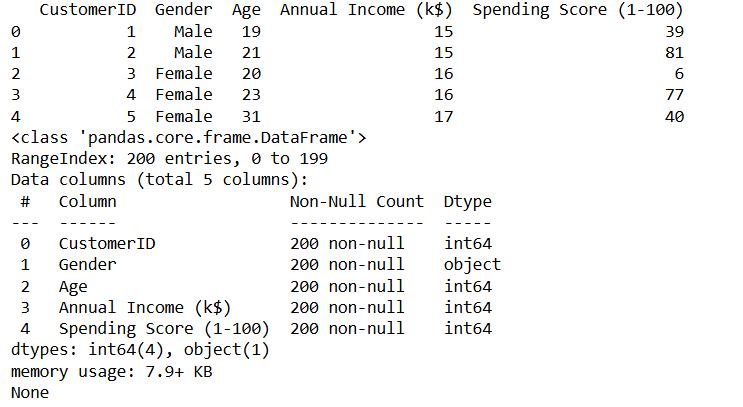 CustomerID  Gender  Age  Annual Income (k$)  Spending Score (1-100)
0           1    Male   19                  15                      39
1           2    Male   21                  15                      81
2           3  Female   20                  16                       6
3           4  Female   23                  16                      77
4           5  Female   31                  17                      40
<class 'pandas.core.frame.DataFrame'>
RangeIndex: 200 entries, 0 to 199
Data columns (total 5 columns):
 #   Column                  Non-Null Count  Dtype
---  ------                  --------------  -----
 0   CustomerID              200 non-null    int64
 1   Gender                  200 non-null    object
 2   Age                     200 non-null    int64
 3   Annual Income (k$)      200 non-null    int64
 4   Spending Score (1-100)  200 non-null    int64
dtypes: int64(4), object(1)
memory usage: 7.9+ KB
None